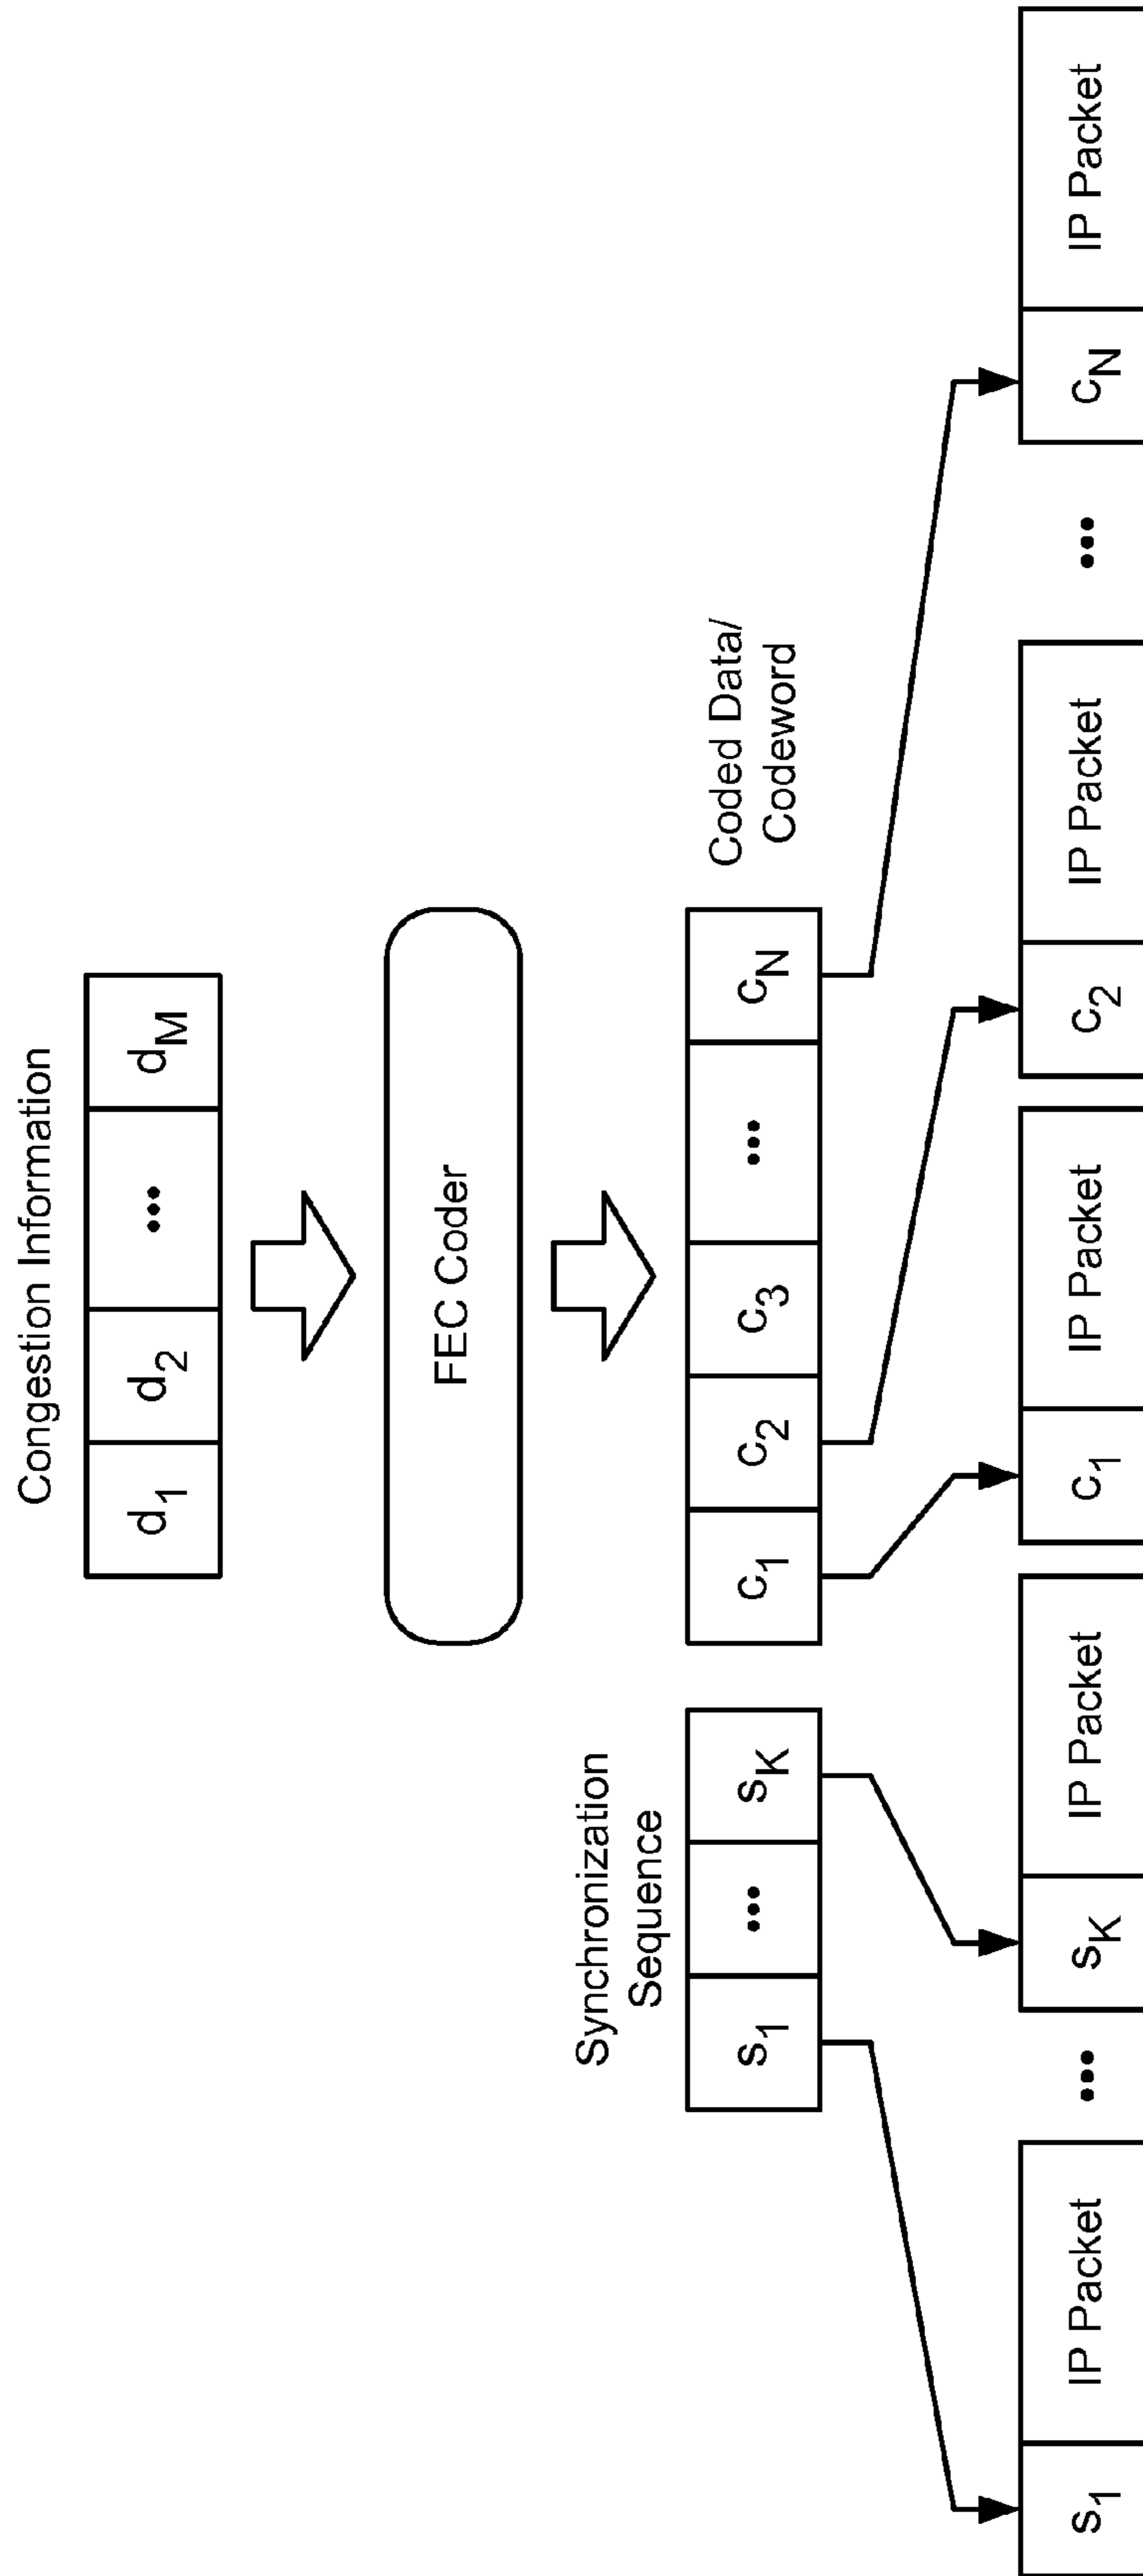 Congestion Information
d1 d2 ... dM
FEC Coder
Synchronization
Sequence
Coded Data/
Codeword
s1 ... sK
c1 c2 c3 ... cN
s1 IP Packet ... sK IP Packet c1 IP Packet c2 IP Packet ... cN IP Packet